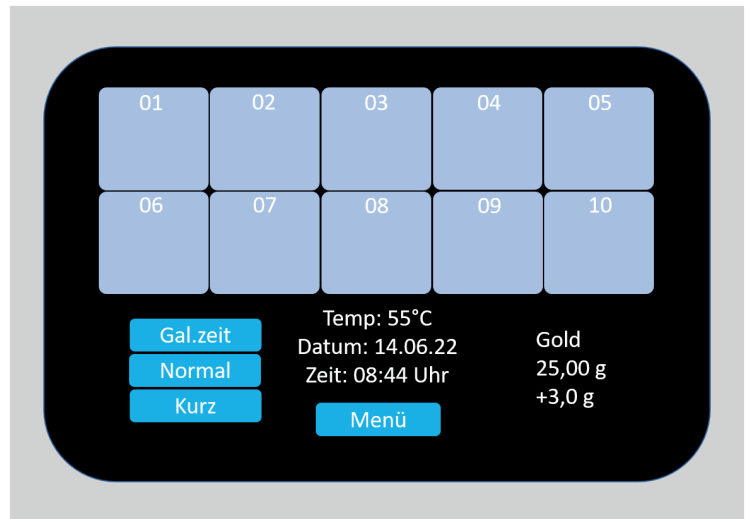 01 02 03 04 05
06 07 08 09 10
Gal.zeit
Normal
Kurz
Temp: 55°C
Datum: 14.06.22
Zeit: 08:44 Uhr
Menü
Gold
25,00 g
+3,0 g